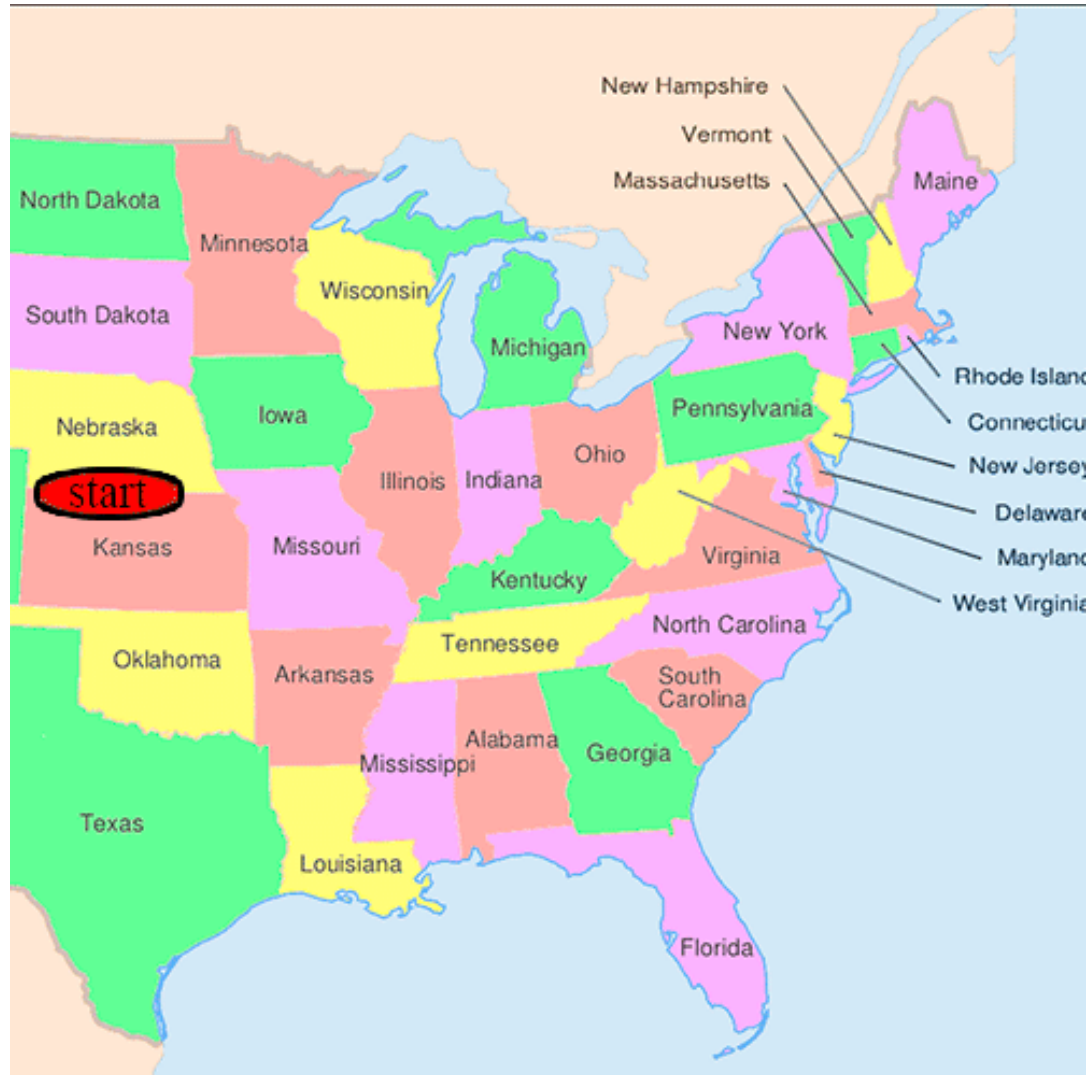 New Hampshire
Vermont
Massachusetts
Maine
North Dakota
Minnesota
Wisconsin
South Dakota
New York
Michigan
Rhode Island
Iowa
Pennsylvania
Nebraska
Connecticu
Ohio
New Jersey
Illinois
Indiana
start
Delaware
Kansas
Missouri
Virginia
Maryland
Kentucky
West Virginia
North Carolina
Tennessee
Oklahoma
Arkansas
South
Carolina
Alabama
Georgia
Mississippi
Texas
Louisiana
Florida